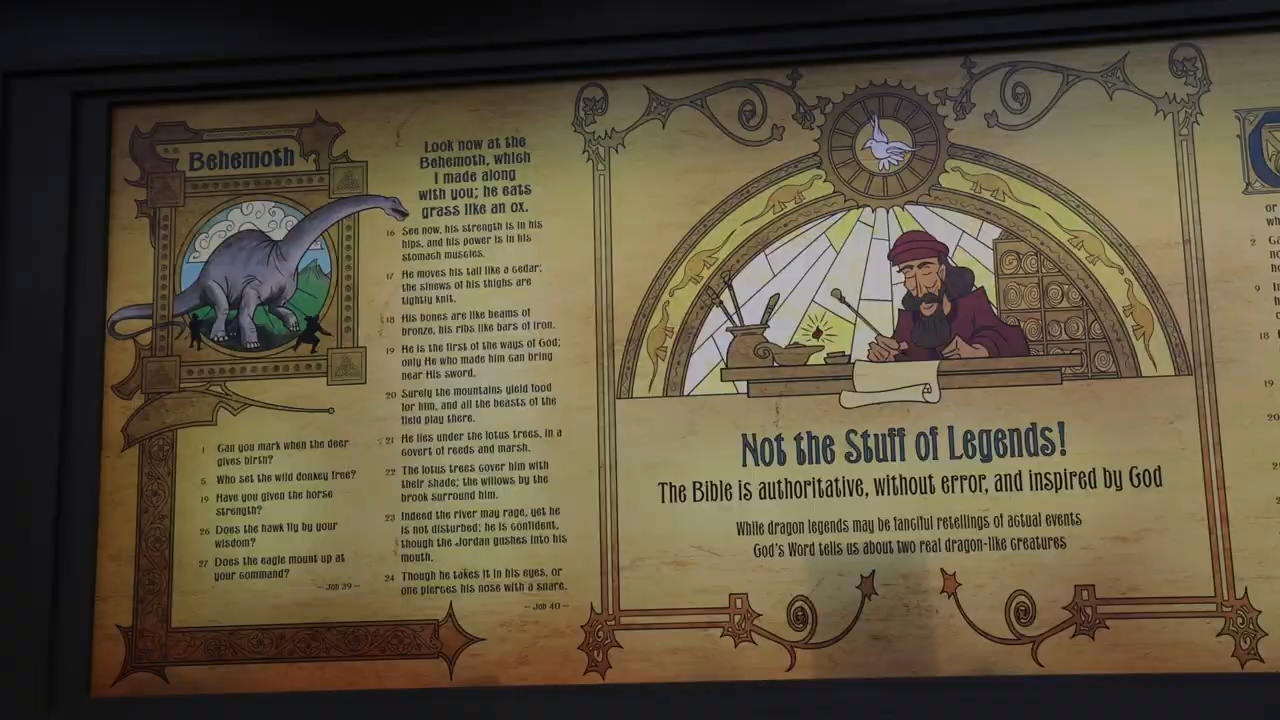 Behemoth
Look now at the
Behemoth, which
I made along
with you; he eats
grass like an ox.
16 See now, his strength is in his
hips, and his power is in his
stomach muscles.
17 He moves his tail like a cedar;
the sinews of his thighs are
tightly knit.
18 His bones are like beams of
bronze, his ribs like bars of iron.
19 He is the first of the ways of God;
only He who made him can bring
near His sword.
20 Surely the mountains yield food
for him, and all the beasts of the
field play there.
21 He lies under the lotus trees, in a
covert of reeds and marsh.
22 The lotus trees cover him with
their shade; the willows by the
brook surround him.
23 Indeed the river may rage, yet he
is not disturbed; he is confident,
though the Jordan gushes into his
mouth,
24 Though he takes it in his eyes, or
one pierces his nose with a snare.
– Job 40 –
1 Can you mark when the deer
gives birth?
5 Who set the wild donkey free?
19 Have you given the horse
strength?
26 Does the hawk fly by your
wisdom?
27 Does the eagle mount up at
your command?
– Job 39 –
Not the Stuff of Legends!
The Bible is authoritative, without error, and inspired by God
While dragon legends may be fanciful retellings of actual events
God's Word tells us about two real dragon-like creatures
or
2
9
18
19
20